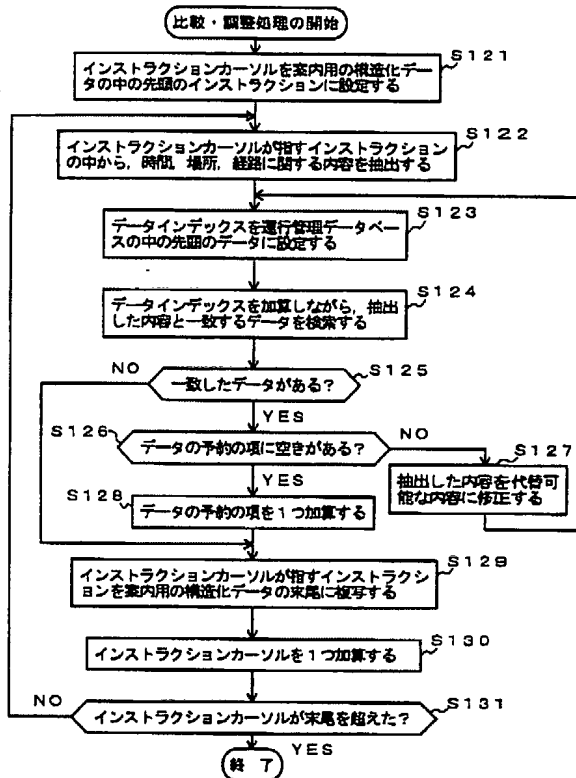 比較・調整処理の開始
S121
インストラクションカーソルを案内用の構造化デー
タの中の先頭のインストラクションに設定する
S122
インストラクションカーソルが指すインストラクション
の中から，時間，場所，経路に関する内容を抽出する
S123
データインデックスを運行管理データベー
スの中の先頭のデータに設定する
S124
データインデックスを加算しながら，抽出
した内容と一致するデータを検索する
NO
S125
一致したデータがある？
YES
S126
データの予約の項に空きがある？
NO
S127
抽出した内容を代替可
能な内容に修正する
YES
S128
データの予約の項を1つ加算する
S129
インストラクションカーソルが指すインストラクショ
ンを案内用の構造化データの末尾に複写する
S130
インストラクションカーソルを1つ加算する
NO
S131
インストラクションカーソルが末尾を超えた？
YES
終了